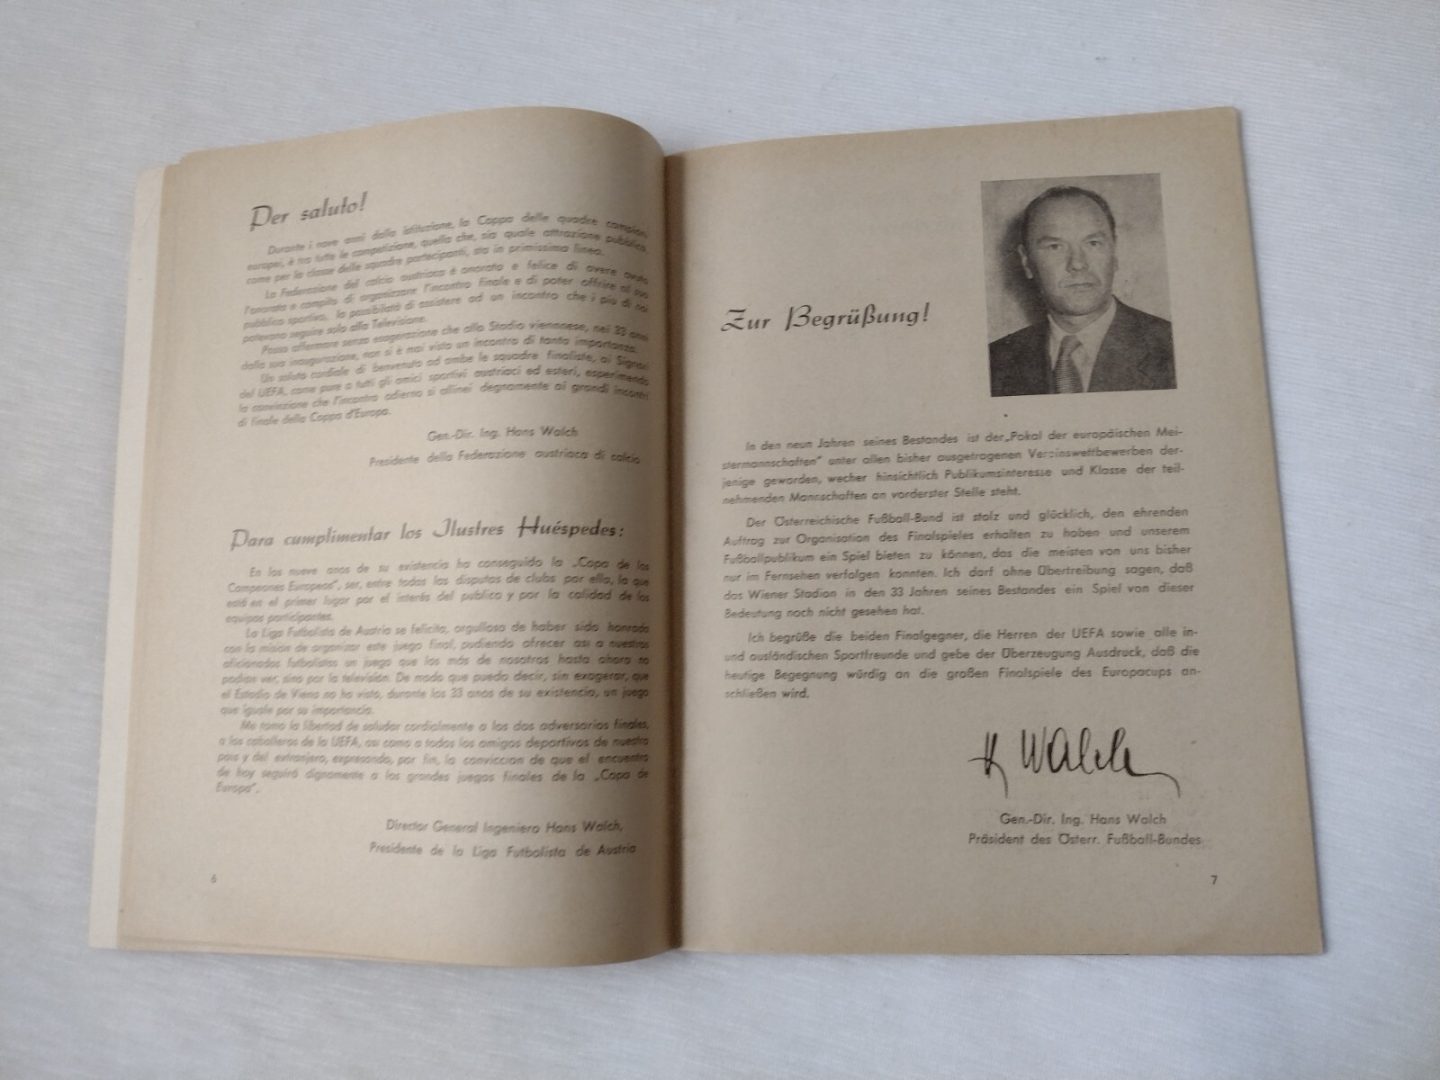 Per saluto!
Durante i nove anni dalla Istituzione, la Coppa delle quadre campioni
europei, è tra tutte le competizione, quella che, sia quale attrazione pubblico,
come per la classe delle squadre partecipanti, sta in primissima linea.
La Federazione del calcio austriaca è onorata e felice di avere avuto
l'onorata e compito di organizzare l'incontro finale e di poter offrire al suo
pubblico sportivo, la possibilità di assistere ad un incontro che i più di noi
potevano seguire solo alla Televisione.
Posso affermare senza esagerazione che allo Stadio viennnese, nei 33 anni
dalla sua inaugurazione, non si è mai visto un incontro di tanta importanza.
Un saluto cordiale di benvenuto ad ambe le squadre finaliste, ai Signori
del UEFA, come pure a tutti gli amici sportivi austriaci ed esteri, esperimendo
la convinzione che l'incontro odierno si allinei degnamente ai grandi incontri
di finale della Coppa d'Europa.
Gen.-Dir. Ing. Hans Walch
Presidente della Federazione austriaca di calcio
Para cumplimentar los Ilustres Huéspedes:
En los nueve anos de su existencia ha conseguido la „Copa de los
Campeones Europeos", ser, entre todas las disputas de clubs por ella, la que
está en el primer lugar por el interés del publico y por la calidad de los
equipos participantes.
La Liga Futbolista de Austria se felicita, orgullosa de haber sido honrada
con la misión de organizar este juego final, pudiendo ofrecer asi a nuestros
aficionados futbolistas un juego que los más de nosotros hasta ahora no
podian ver, sino por la televisión. De modo que puedo decir, sin exagerar, que
el Estadio de Viena no ha visto, durante los 33 anos de su existencia, un juego
que iguale por su importancia.
Me tomo la libertad de saludar cordialmente a los dos adversarios finales,
a los caballeros de la UEFA, asi como a todos los amigos deportivos de nuestro
pais y del extranjero, expresando, por fin, la conviccion de que el encuentro
de hoy seguirá dignamente a los grandes juegos finales de la „Copa de
Europa".
Director General Ingeniero Hans Walch,
Presidente de la Liga Futbolista de Austria
6
Zur Begrüßung!
In den neun Jahren seines Bestandes ist der „Pokal der europäischen Mei-
stermannschaften" unter allen bisher ausgetragenen Vereinswettbewerben der-
jenige geworden, wecher hinsichtlich Publikumsinteresse und Klasse der teil-
nehmenden Mannschaften an vorderster Stelle steht.
Der Österreichische Fußball-Bund ist stolz und glücklich, den ehrenden
Auftrag zur Organisation des Finalspieles erhalten zu haben und unserem
Fußballpublikum ein Spiel bieten zu können, das die meisten von uns bisher
nur im Fernsehen verfolgen konnten. Ich darf ohne Übertreibung sagen, daß
das Wiener Stadion in den 33 Jahren seines Bestandes ein Spiel von dieser
Bedeutung noch nicht gesehen hat.
Ich begrüße die beiden Finalgegner, die Herren der UEFA sowie alle in-
und ausländischen Sportfreunde und gebe der Überzeugung Ausdruck, daß die
heutige Begegnung würdig an die großen Finalspiele des Europacups an-
schließen wird.
H Walch
Gen.-Dir. Ing. Hans Walch
Präsident des Österr. Fußball-Bundes
7